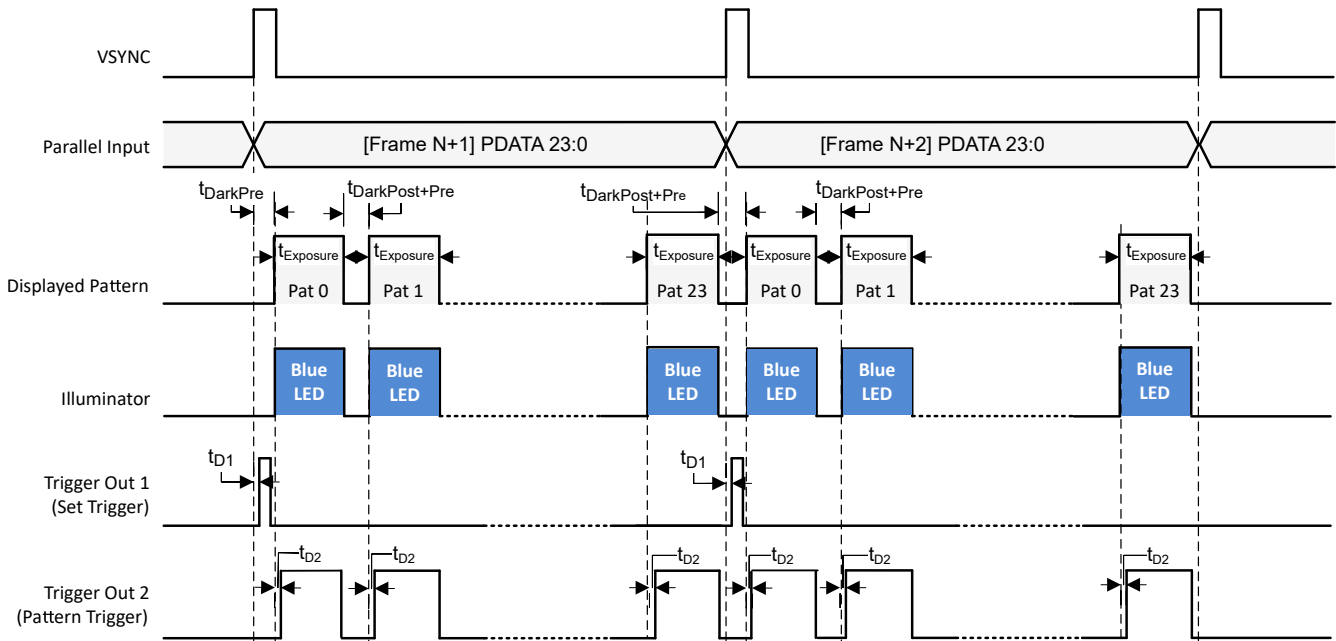 VSYNC
Parallel Input
[Frame N+1] PDATA 23:0
[Frame N+2] PDATA 23:0
tDarkPre
tDarkPost+Pre
tDarkPost+Pre
tDarkPost+Pre
Displayed Pattern
tExposure
tExposure
tExposure
tExposure
tExposure
tExposure
Pat 0
Pat 1
Pat 23
Pat 0
Pat 1
Pat 23
Illuminator
Blue
LED
Blue
LED
Blue
LED
Blue
LED
Blue
LED
Blue
LED
Trigger Out 1
(Set Trigger)
tD1
tD1
Trigger Out 2
(Pattern Trigger)
tD2
tD2
tD2
tD2
tD2
tD2